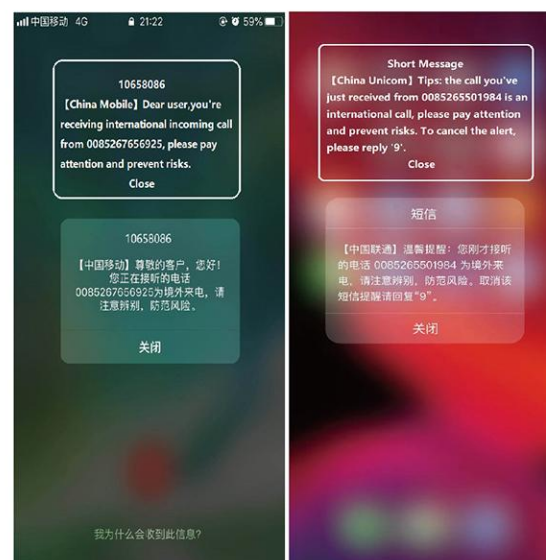 中国移动 4G 21:22 59%
10658086
【China Mobile】Dear user,you're
receiving international incoming call
from 0085267656925, please pay
attention and prevent risks.
Close
10658086
【中国移动】尊敬的客户，您好！
您正在接听的电话
0085267656925为境外来电，请
注意辨别、防范风险。
关闭
我为什么会收到此信息?
Short Message
【China Unicom】Tips: the call you've
just received from 0085265501984 is an
international call, please pay attention
and prevent risks. To cancel the alert,
please reply '9'.
Close
短信
【中国联通】温馨提醒：您刚才接听
的电话 0085265501984 为境外来
电，请注意辨别、防范风险。取消该
短信提醒请回复“9”。
关闭